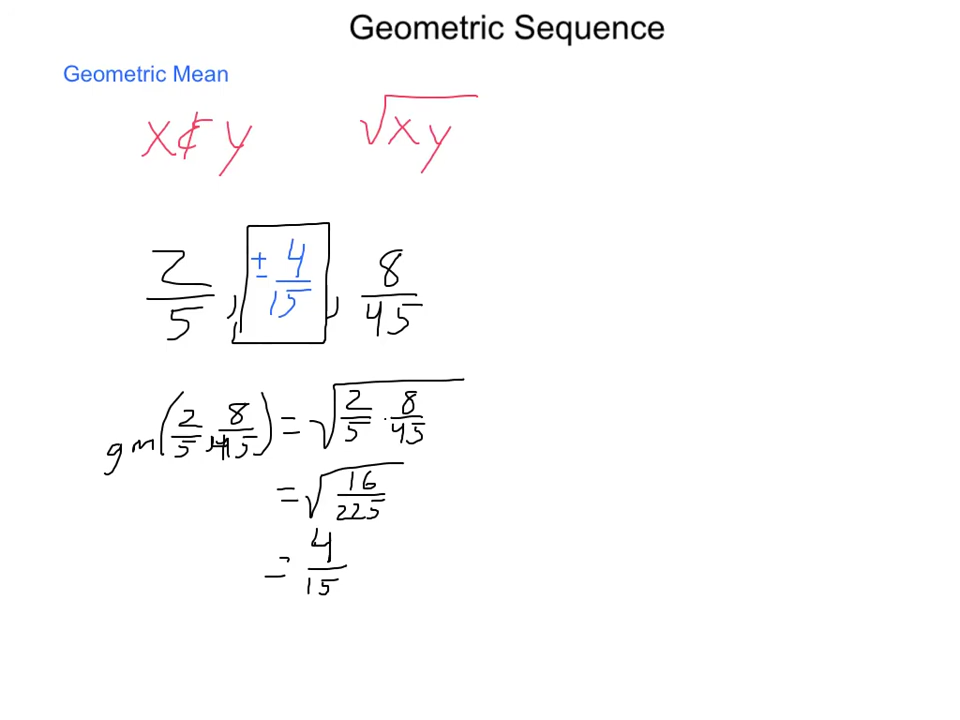 Geometric Sequence
Geometric Mean
x & y √xy
2/5, ± 4/15, 8/45
gm(2/5, 8/45) = √(2/5 · 8/45)
= √(16/225)
= 4/15